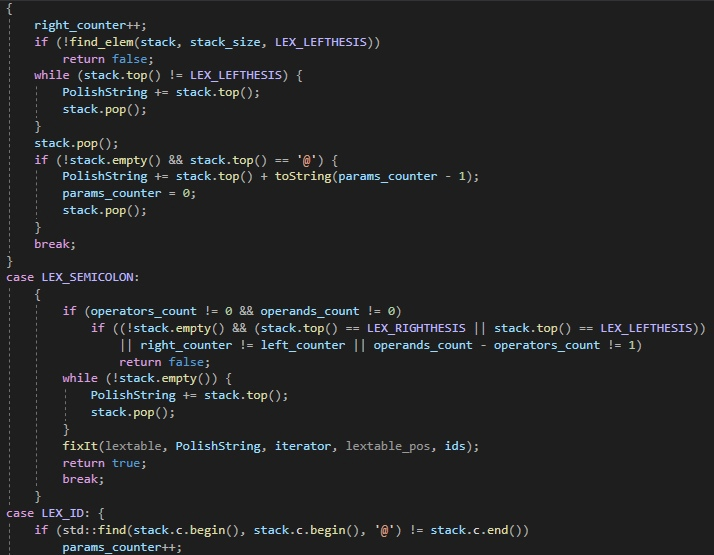 {
right_counter++;
if (!find_elem(stack, stack_size, LEX_LEFTHESIS))
return false;
while (stack.top() != LEX_LEFTHESIS) {
PolishString += stack.top();
stack.pop();
}
stack.pop();
if (!stack.empty() && stack.top() == '@') {
PolishString += stack.top() + toString(params_counter - 1);
params_counter = 0;
stack.pop();
}
break;
}
case LEX_SEMICOLON:
{
if (operators_count != 0 && operands_count != 0)
if ((!stack.empty() && (stack.top() == LEX_RIGHTHESIS || stack.top() == LEX_LEFTHESIS))
|| right_counter != left_counter || operands_count - operators_count != 1)
return false;
while (!stack.empty()) {
PolishString += stack.top();
stack.pop();
}
fixIt(lextable, PolishString, iterator, lextable_pos, ids);
return true;
break;
}
case LEX_ID: {
if (std::find(stack.c.begin(), stack.c.begin(), '@') != stack.c.end())
params_counter++;